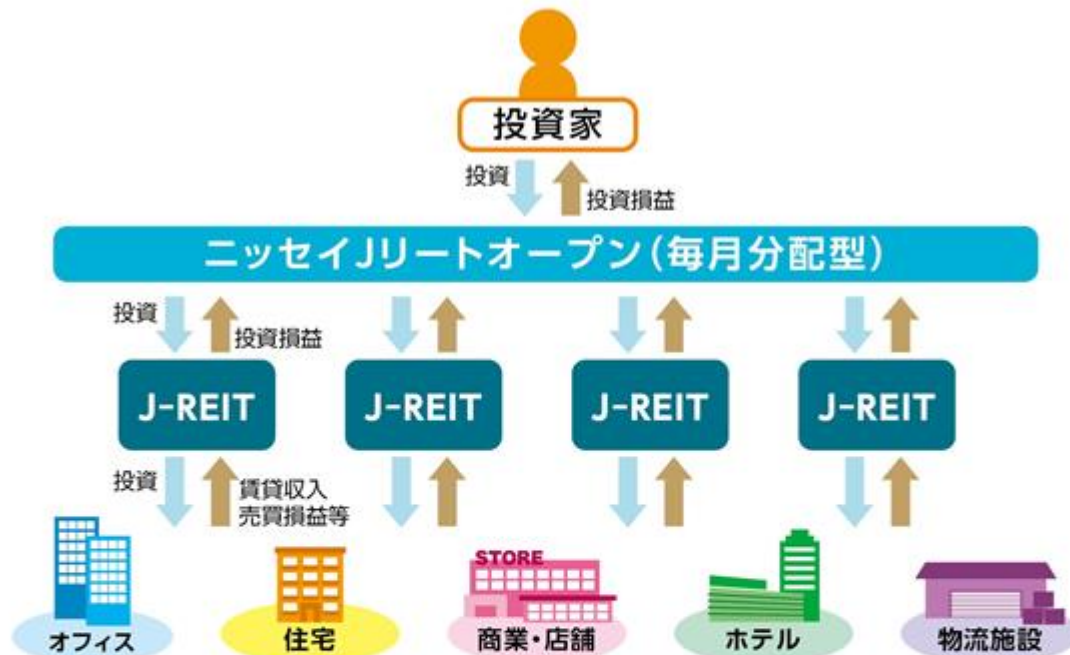 投資家
投資
投資損益
ニッセイJリートオープン(毎月分配型)
投資
投資損益
J-REIT
J-REIT
J-REIT
J-REIT
投資
賃貸収入
売買損益等
STORE
オフィス
住宅
商業・店舗
ホテル
物流施設